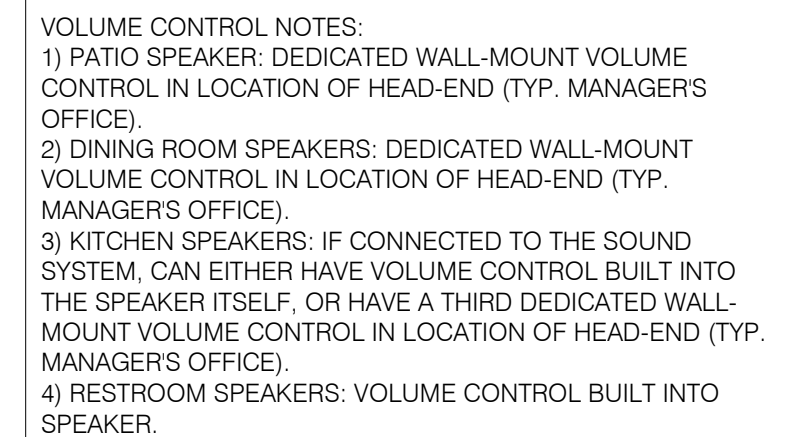 VOLUME CONTROL NOTES:
1) PATIO SPEAKER: DEDICATED WALL-MOUNT VOLUME
CONTROL IN LOCATION OF HEAD-END (TYP. MANAGER'S
OFFICE).
2) DINING ROOM SPEAKERS: DEDICATED WALL-MOUNT
VOLUME CONTROL IN LOCATION OF HEAD-END (TYP.
MANAGER'S OFFICE).
3) KITCHEN SPEAKERS: IF CONNECTED TO THE SOUND
SYSTEM, CAN EITHER HAVE VOLUME CONTROL BUILT INTO
THE SPEAKER ITSELF, OR HAVE A THIRD DEDICATED WALL-
MOUNT VOLUME CONTROL IN LOCATION OF HEAD-END (TYP.
MANAGER'S OFFICE).
4) RESTROOM SPEAKERS: VOLUME CONTROL BUILT INTO
SPEAKER.